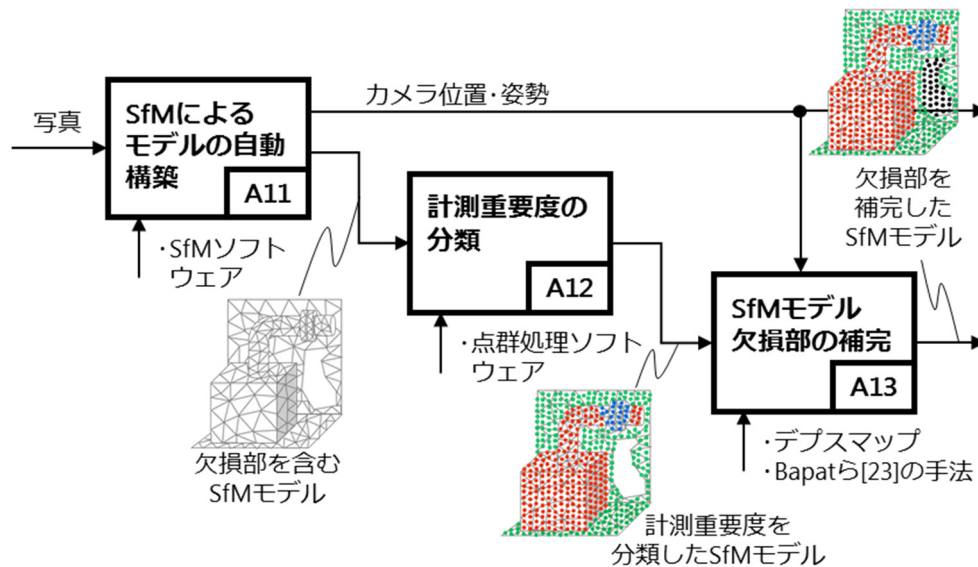 写真
SfMによる
モデルの自動
構築
A11
・SfMソフト
ウェア
カメラ位置・姿勢
欠損部を含む
SfMモデル
計測重要度の
分類
A12
・点群処理ソフト
ウェア
計測重要度を
分類したSfMモデル
欠損部を
補完した
SfMモデル
SfMモデル
欠損部の補完
A13
・デプスマップ
・Bapatら[23]の手法